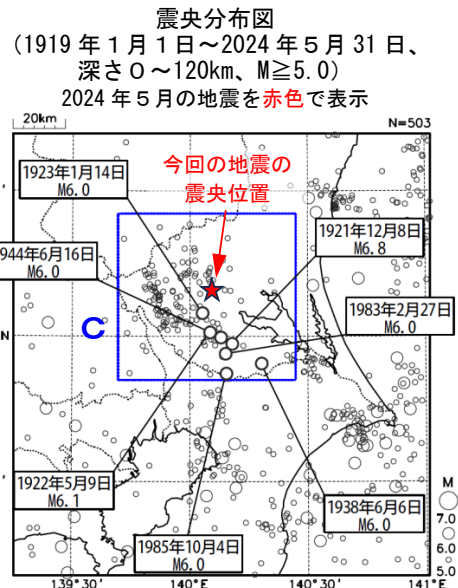 震央分布図
(1919年1月1日～2024年5月31日、
深さ0～120km、M≧5.0)
2024年5月の地震を赤色で表示
20km
N=503
今回の地震の
震央位置
1923年1月14日
M6.0
1921年12月8日
M6.8
944年6月16日
M6.0
1983年2月27日
M6.0
C
N
1922年5月9日
M6.1
1938年6月6日
M6.0
1985年10月4日
M6.0
M
7.0
6.0
5.0
139°30′
140°E
140°30′
141°E